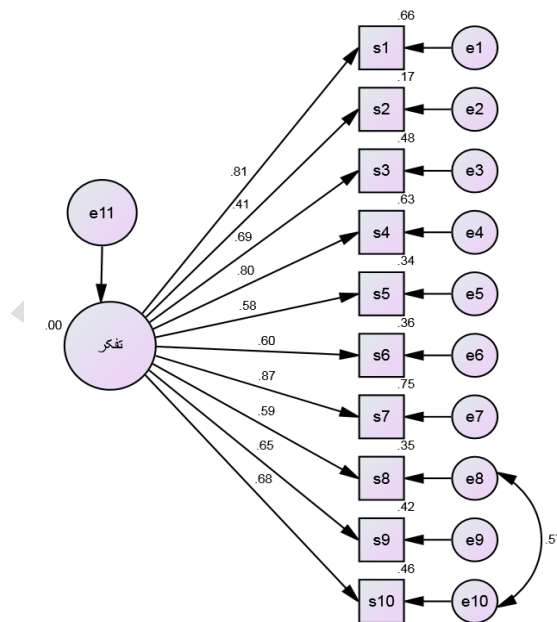 .66
s1
e1
.17
s2
e2
.48
s3
e3
.81
.41
.69
.63
s4
e4
e11
.80
.34
s5
e5
.58
.00
تفكر
.60
.36
s6
e6
.87
.75
s7
e7
.59
.35
s8
e8
.65
.42
s9
e9
.5
.68
.46
s10
e10